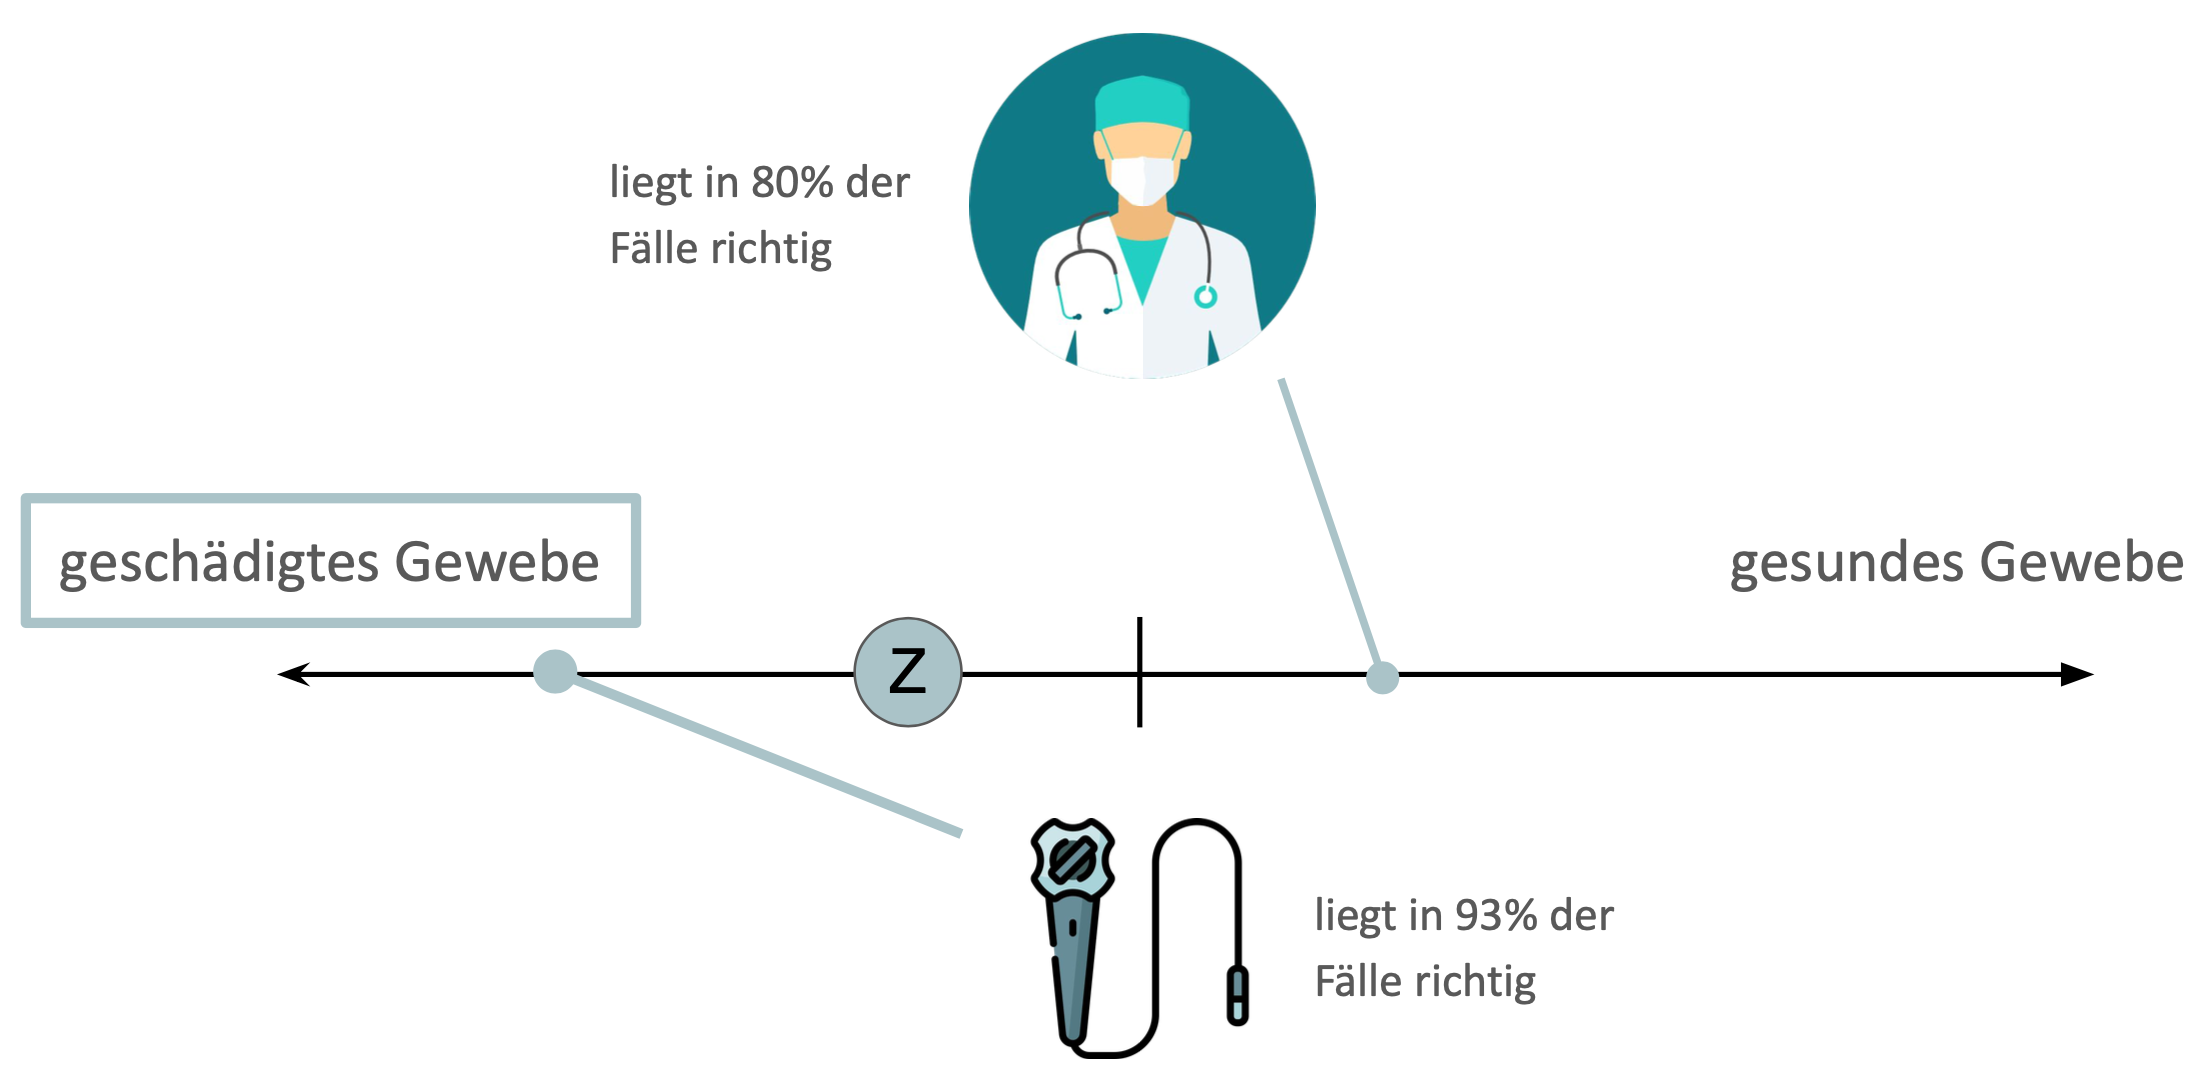 liegt in 80% der
Fälle richtig
geschädigtes Gewebe
gesundes Gewebe
Z
liegt in 93% der
Fälle richtig